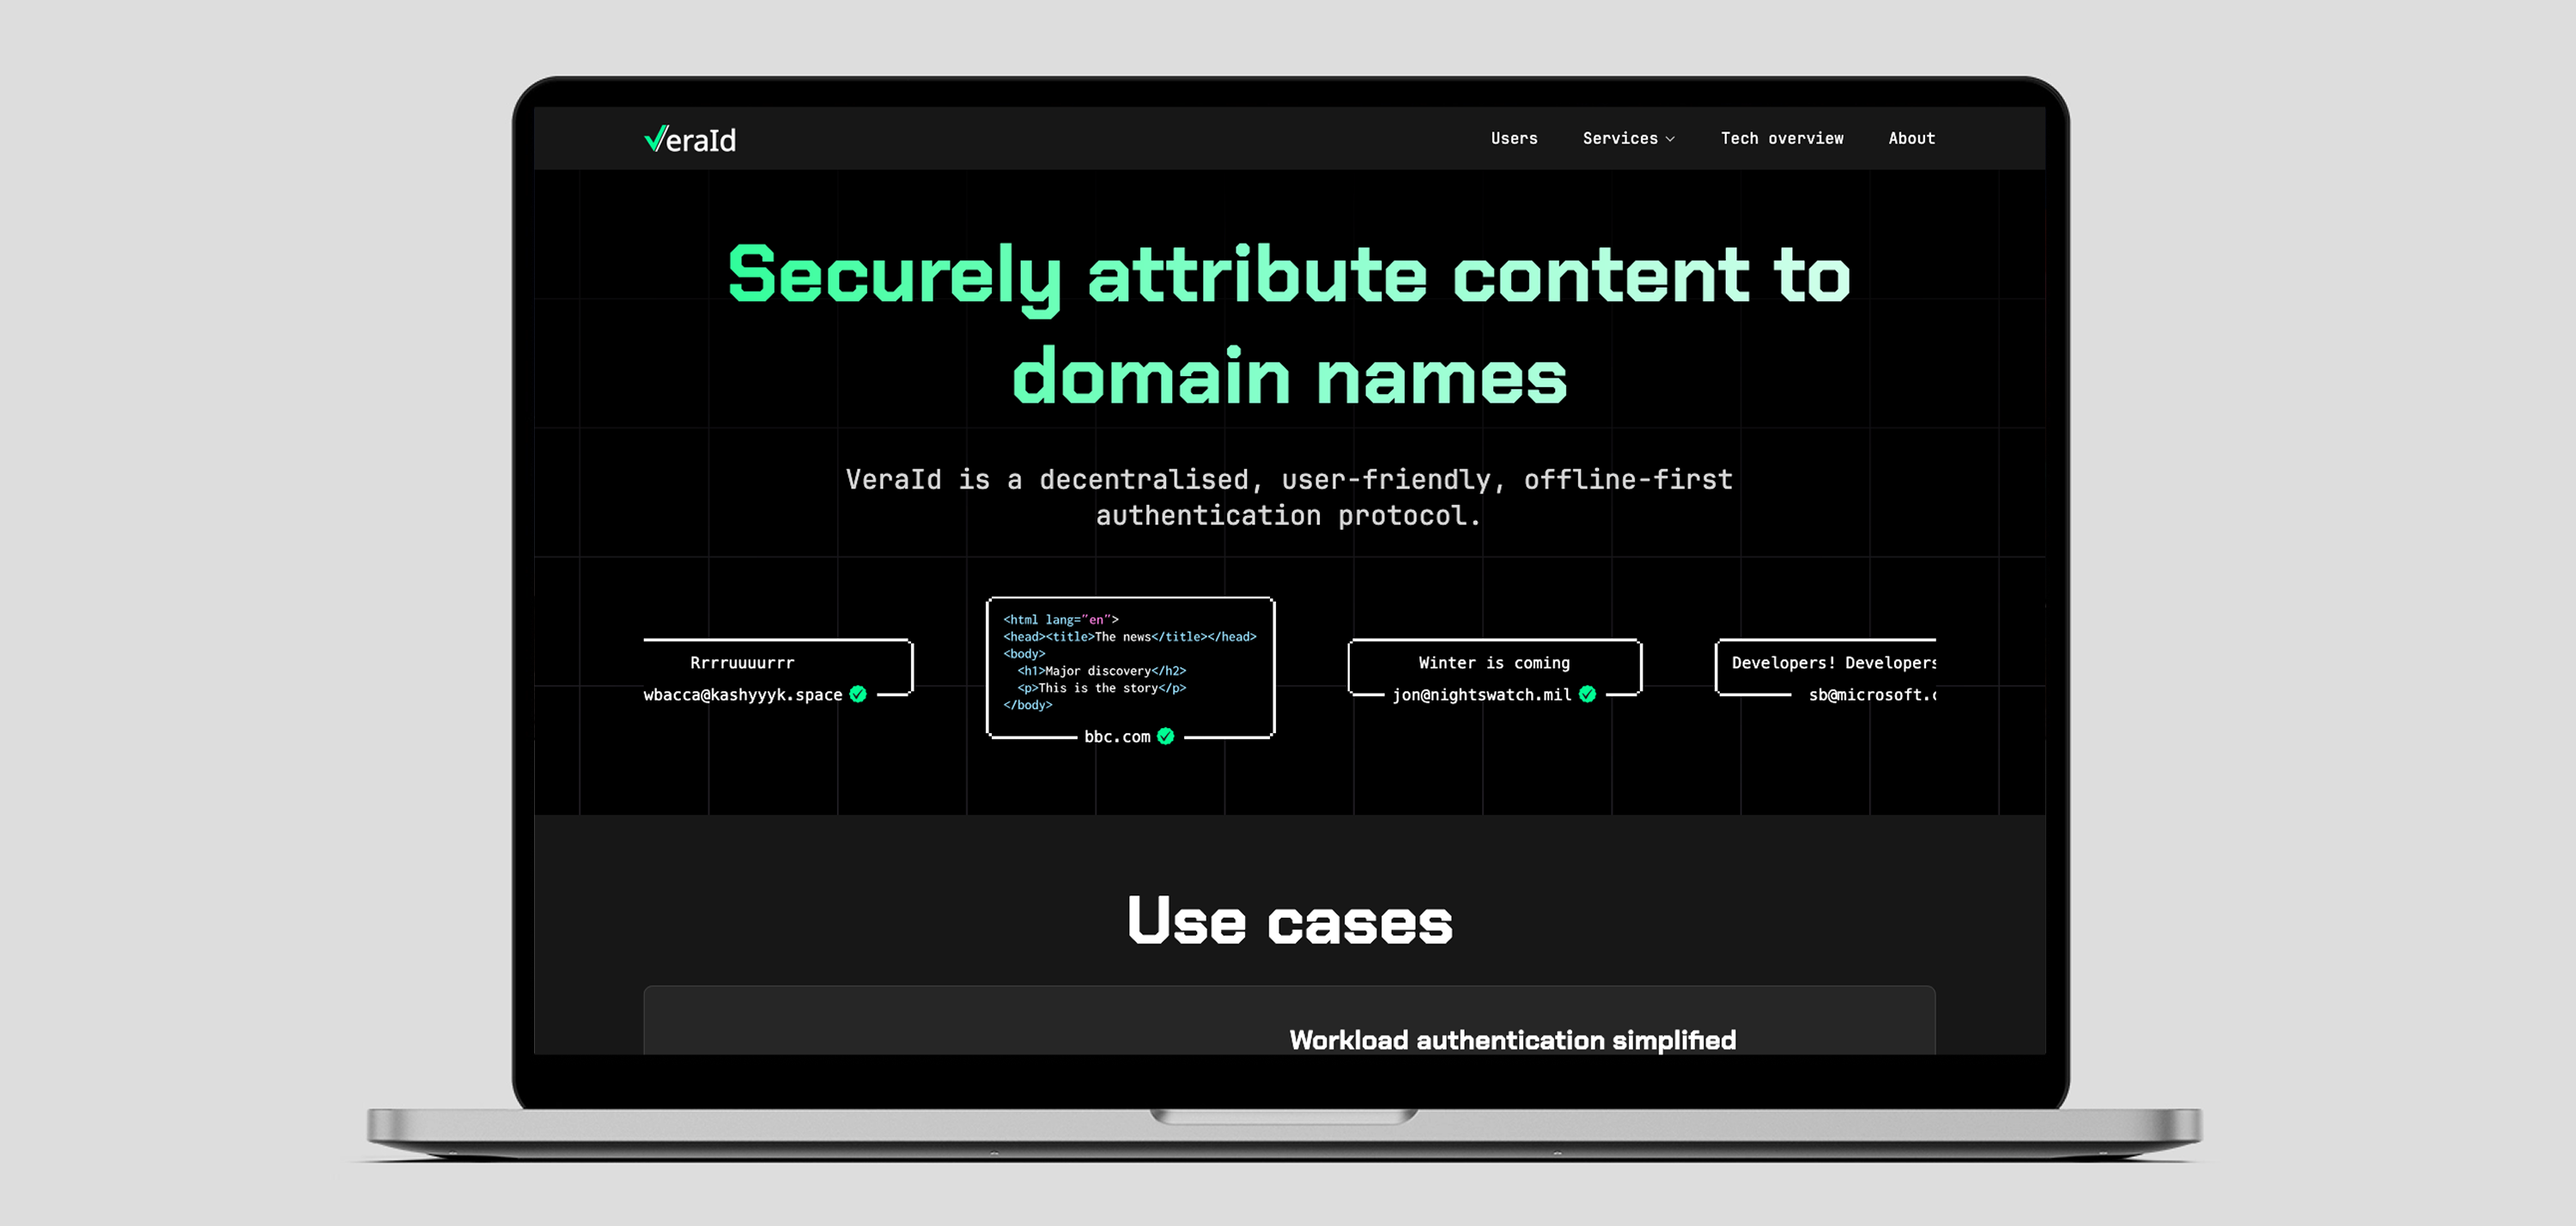 VeraId
Users Services Tech overview About
Securely attribute content to
domain names
VeraId is a decentralised, user-friendly, offline-first
authentication protocol.
Rrrruuuurrr
wbacca@kashyyyk.space
<html lang="en">
<head><title>The news</title></head>
<body>
<h1>Major discovery</h2>
<p>This is the story</p>
</body>
bbc.com
Winter is coming
jon@nightswatch.mil
Developers! Developers
sb@microsoft.c
Use cases
Workload authentication simplified